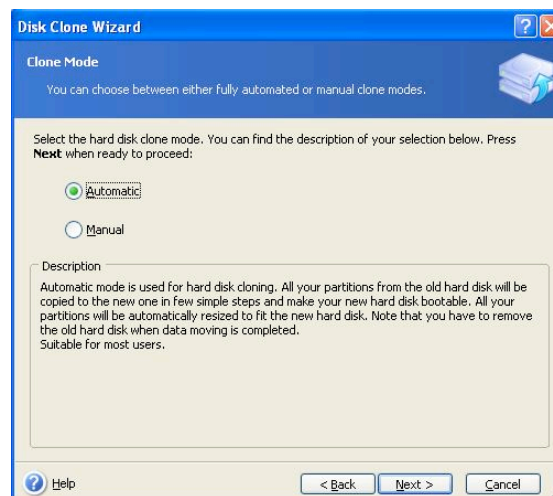 Disk Clone Wizard
Clone Mode
You can choose between either fully automated or manual clone modes.
Select the hard disk clone mode. You can find the description of your selection below. Press
Next when ready to proceed:
Automatic
Manual
Description
Automatic mode is used for hard disk cloning. All your partitions from the old hard disk will be
copied to the new one in few simple steps and make your new hard disk bootable. All your
partitions will be automatically resized to fit the new hard disk. Note that you have to remove
the old hard disk when data moving is completed.
Suitable for most users.
Help
< Back
Next >
Cancel